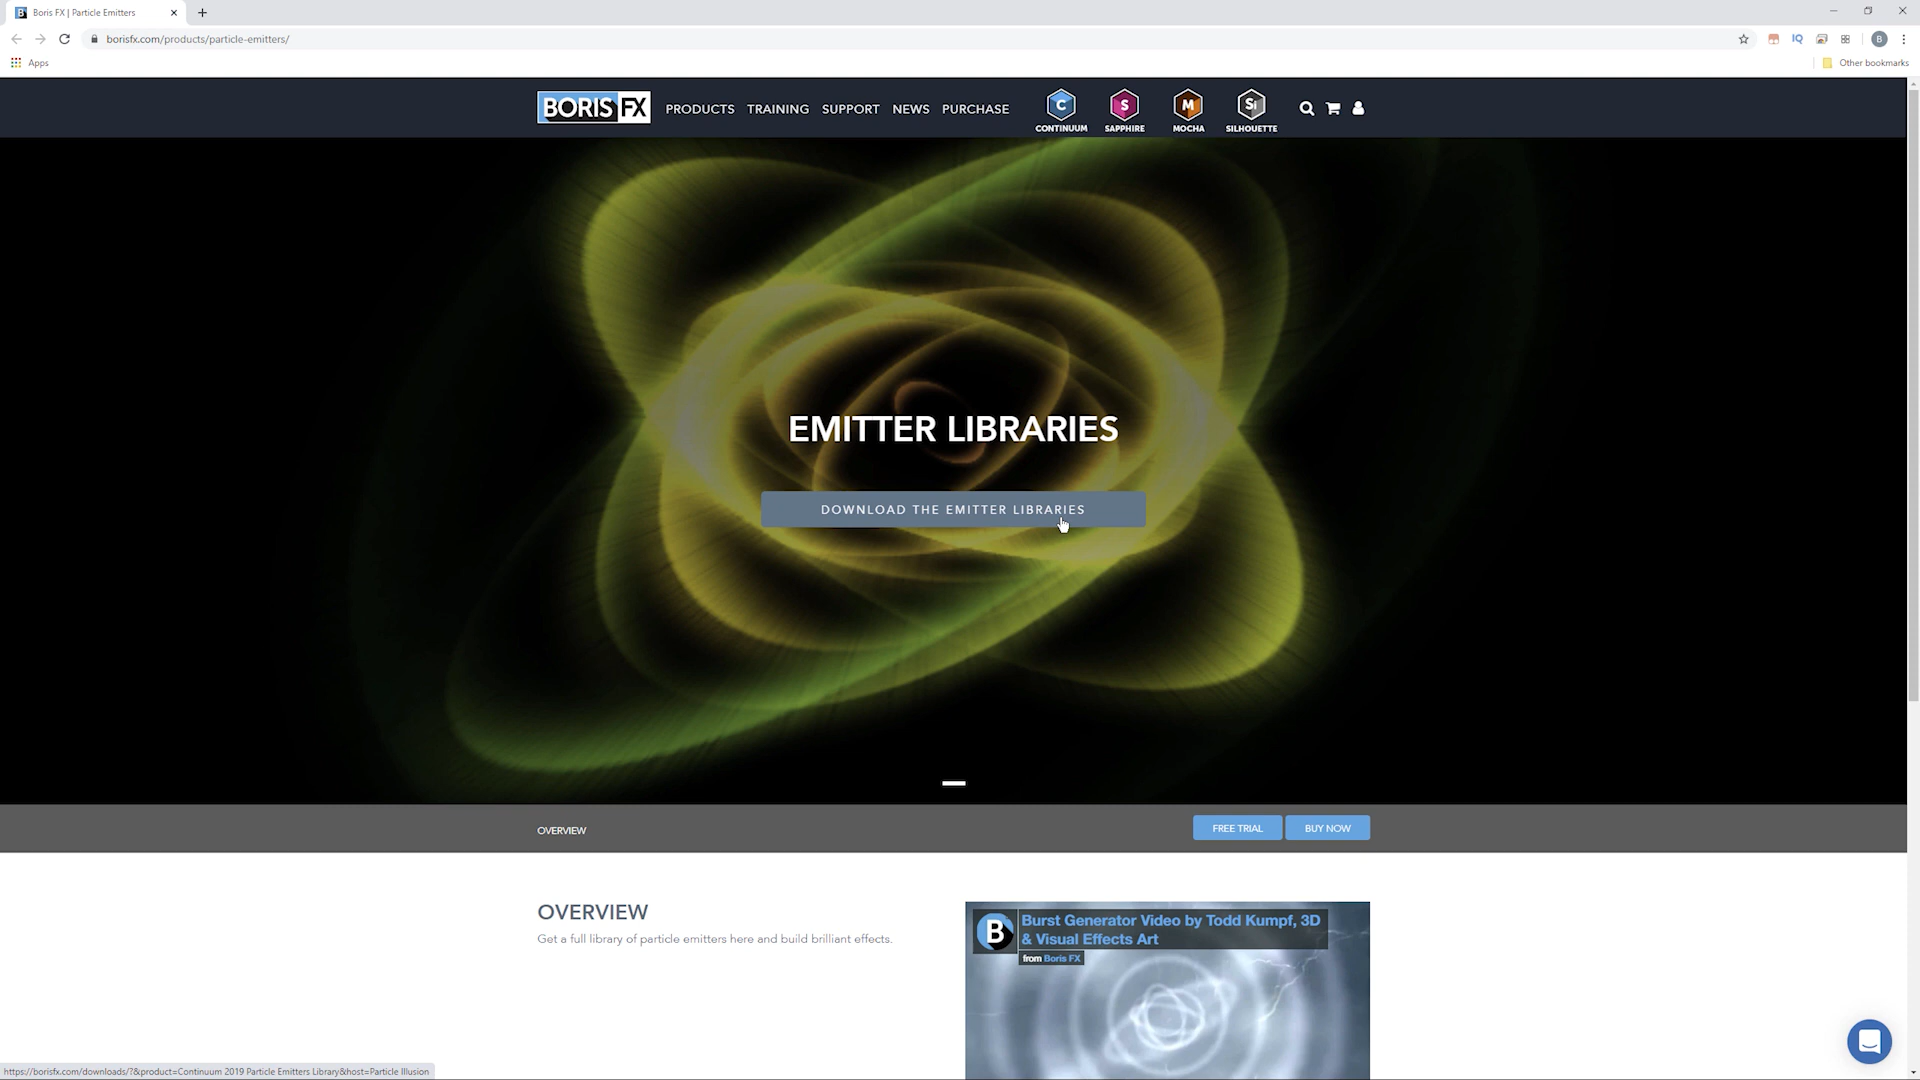 Boris FX | Particle Emitters
borisfx.com/products/particle-emitters/
IQ
B
Apps
Other bookmarks
BORIS FX
PRODUCTS TRAINING SUPPORT NEWS PURCHASE
C S M Si
CONTINUUM SAPPHIRE MOCHA SILHOUETTE
EMITTER LIBRARIES
DOWNLOAD THE EMITTER LIBRARIES
OVERVIEW
FREE TRIAL BUY NOW
OVERVIEW
Get a full library of particle emitters here and build brilliant effects.
B
Burst Generator Video by Todd Kumpf, 3D
& Visual Effects Art
from Boris FX
https://borisfx.com/downloads/?&product=Continuum 2019 Particle Emitters Library&host=Particle Illusion